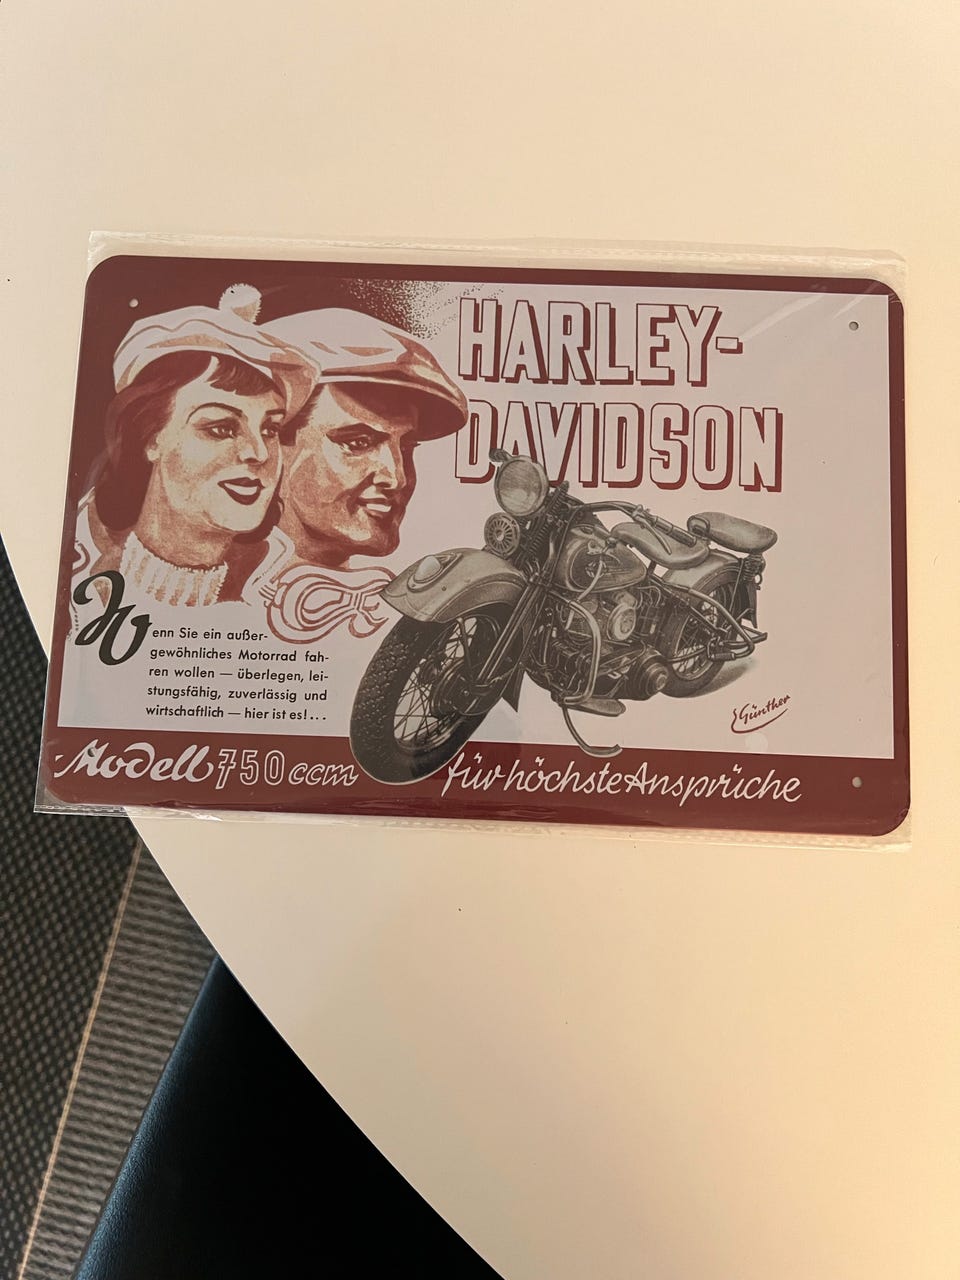 HARLEY-
DAVIDSON
Wenn Sie ein außer-
gewöhnliches Motorrad fah-
ren wollen — überlegen, lei-
stungsfähig, zuverlässig und
wirtschaftlich — hier ist es!...
Günther
Modell 750 ccm für höchste Ansprüche